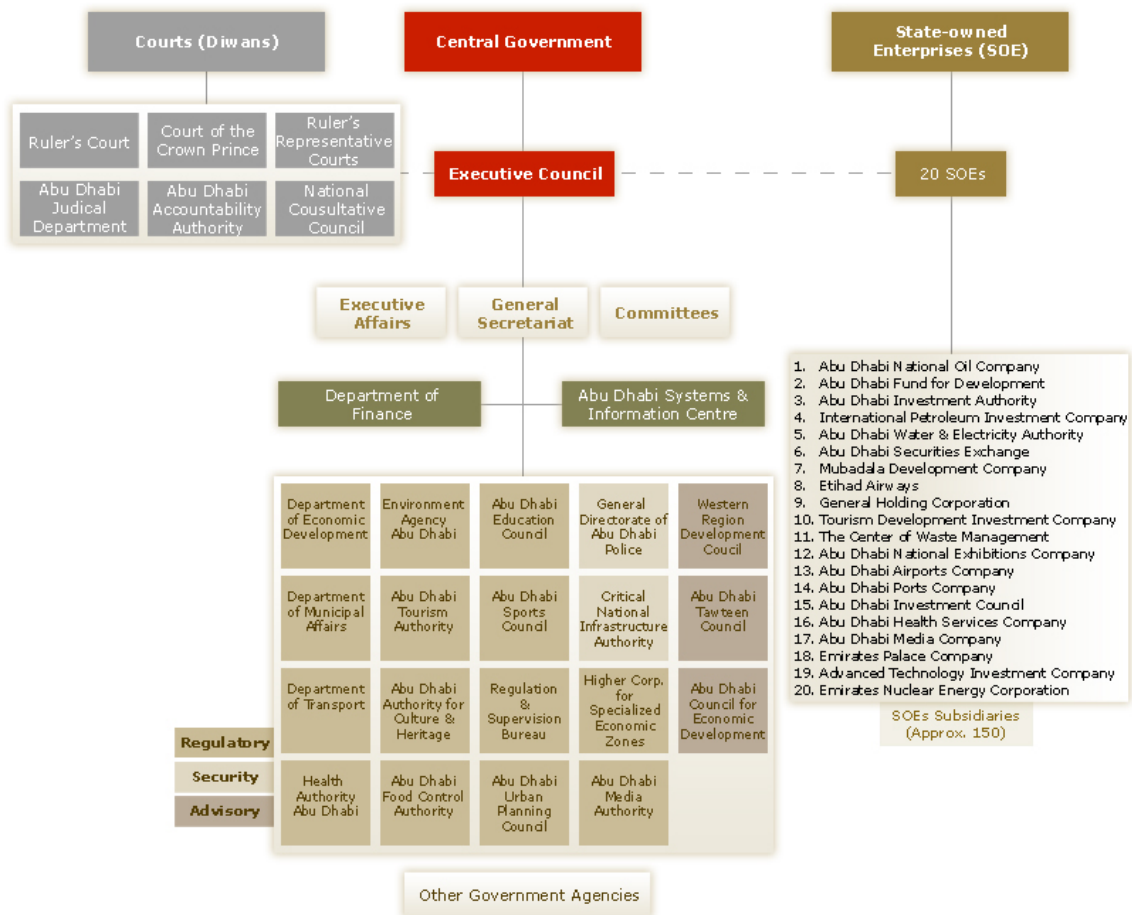 Courts (Diwans)
Central Government
State-owned
Enterprises (SOE)
Ruler's Court
Court of the
Crown Prince
Ruler's
Representative
Courts
Abu Dhabi
Judical
Department
Abu Dhabi
Accountability
Authority
National
Cousultative
Council
Executive Council
20 SOEs
Executive
Affairs
General
Secretariat
Committees
Department of
Finance
Abu Dhabi Systems &
Information Centre
Department
of Economic
Development
Environment
Agency
Abu Dhabi
Abu Dhabi
Education
Council
General
Directorate of
Abu Dhabi
Police
Western
Region
Development
Coucil
Department
of Municipal
Affairs
Abu Dhabi
Tourism
Authority
Abu Dhabi
Sports
Council
Critical
National
Infrastructure
Authority
Abu Dhabi
Tawteen
Council
Department
of Transport
Abu Dhabi
Authority for
Culture &
Heritage
Regulation
&
Supervision
Bureau
Higher Corp.
for
Specialized
Economic
Zones
Abu Dhabi
Council for
Economic
Development
Health
Authority
Abu Dhabi
Abu Dhabi
Food Control
Authority
Abu Dhabi
Urban
Planning
Council
Abu Dhabi
Media
Authority
Regulatory
Security
Advisory
Other Government Agencies
1. Abu Dhabi National Oil Company
2. Abu Dhabi Fund for Development
3. Abu Dhabi Investment Authority
4. International Petroleum Investment Company
5. Abu Dhabi Water & Electricity Authority
6. Abu Dhabi Securities Exchange
7. Mubadala Development Company
8. Etihad Airways
9. General Holding Corporation
10. Tourism Development Investment Company
11. The Center of Waste Management
12. Abu Dhabi National Exhibitions Company
13. Abu Dhabi Airports Company
14. Abu Dhabi Ports Company
15. Abu Dhabi Investment Council
16. Abu Dhabi Health Services Company
17. Abu Dhabi Media Company
18. Emirates Palace Company
19. Advanced Technology Investment Company
20. Emirates Nuclear Energy Corporation
SOEs Subsidiaries
(Approx. 150)